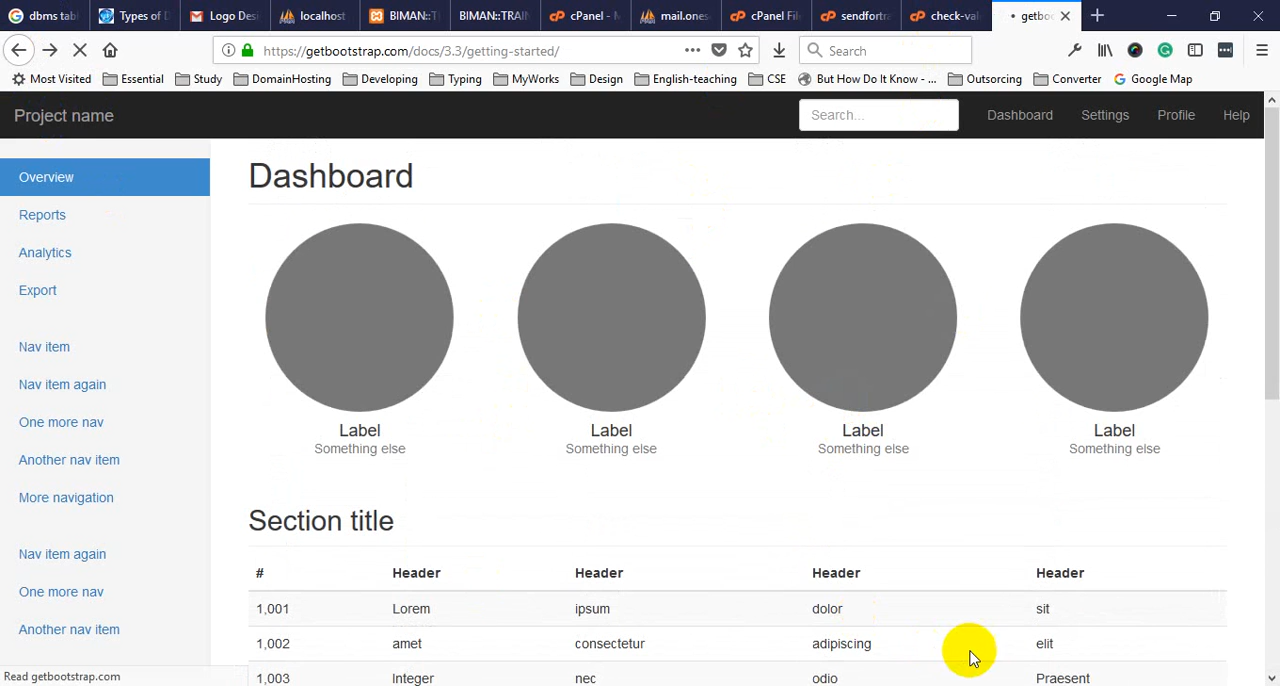 dbms tab
Types of D
Logo Desi
localhost
BIMAN::T
BIMAN::TRAIN
cPanel - M
mail.ones
cPanel File
sendfortra
check-val
getboo
https://getbootstrap.com/docs/3.3/getting-started/
Search
Most Visited
Essential
Study
DomainHosting
Developing
Typing
MyWorks
Design
English-teaching
CSE
But How Do It Know - ...
Outsorcing
Converter
Google Map
Project name
Search...
Dashboard
Settings
Profile
Help
Overview
Reports
Analytics
Export
Nav item
Nav item again
One more nav
Another nav item
More navigation
Nav item again
One more nav
Another nav item
Dashboard
Label
Something else
Label
Something else
Label
Something else
Label
Something else
Section title
# Header Header Header Header
1,001 Lorem ipsum dolor sit
1,002 amet consectetur adipiscing elit
1,003 Integer nec odio Praesent
Read getbootstrap.com